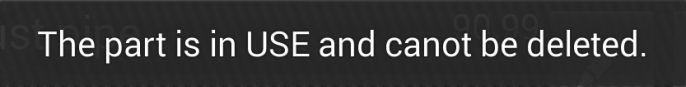 The part is in USE and canot be deleted.